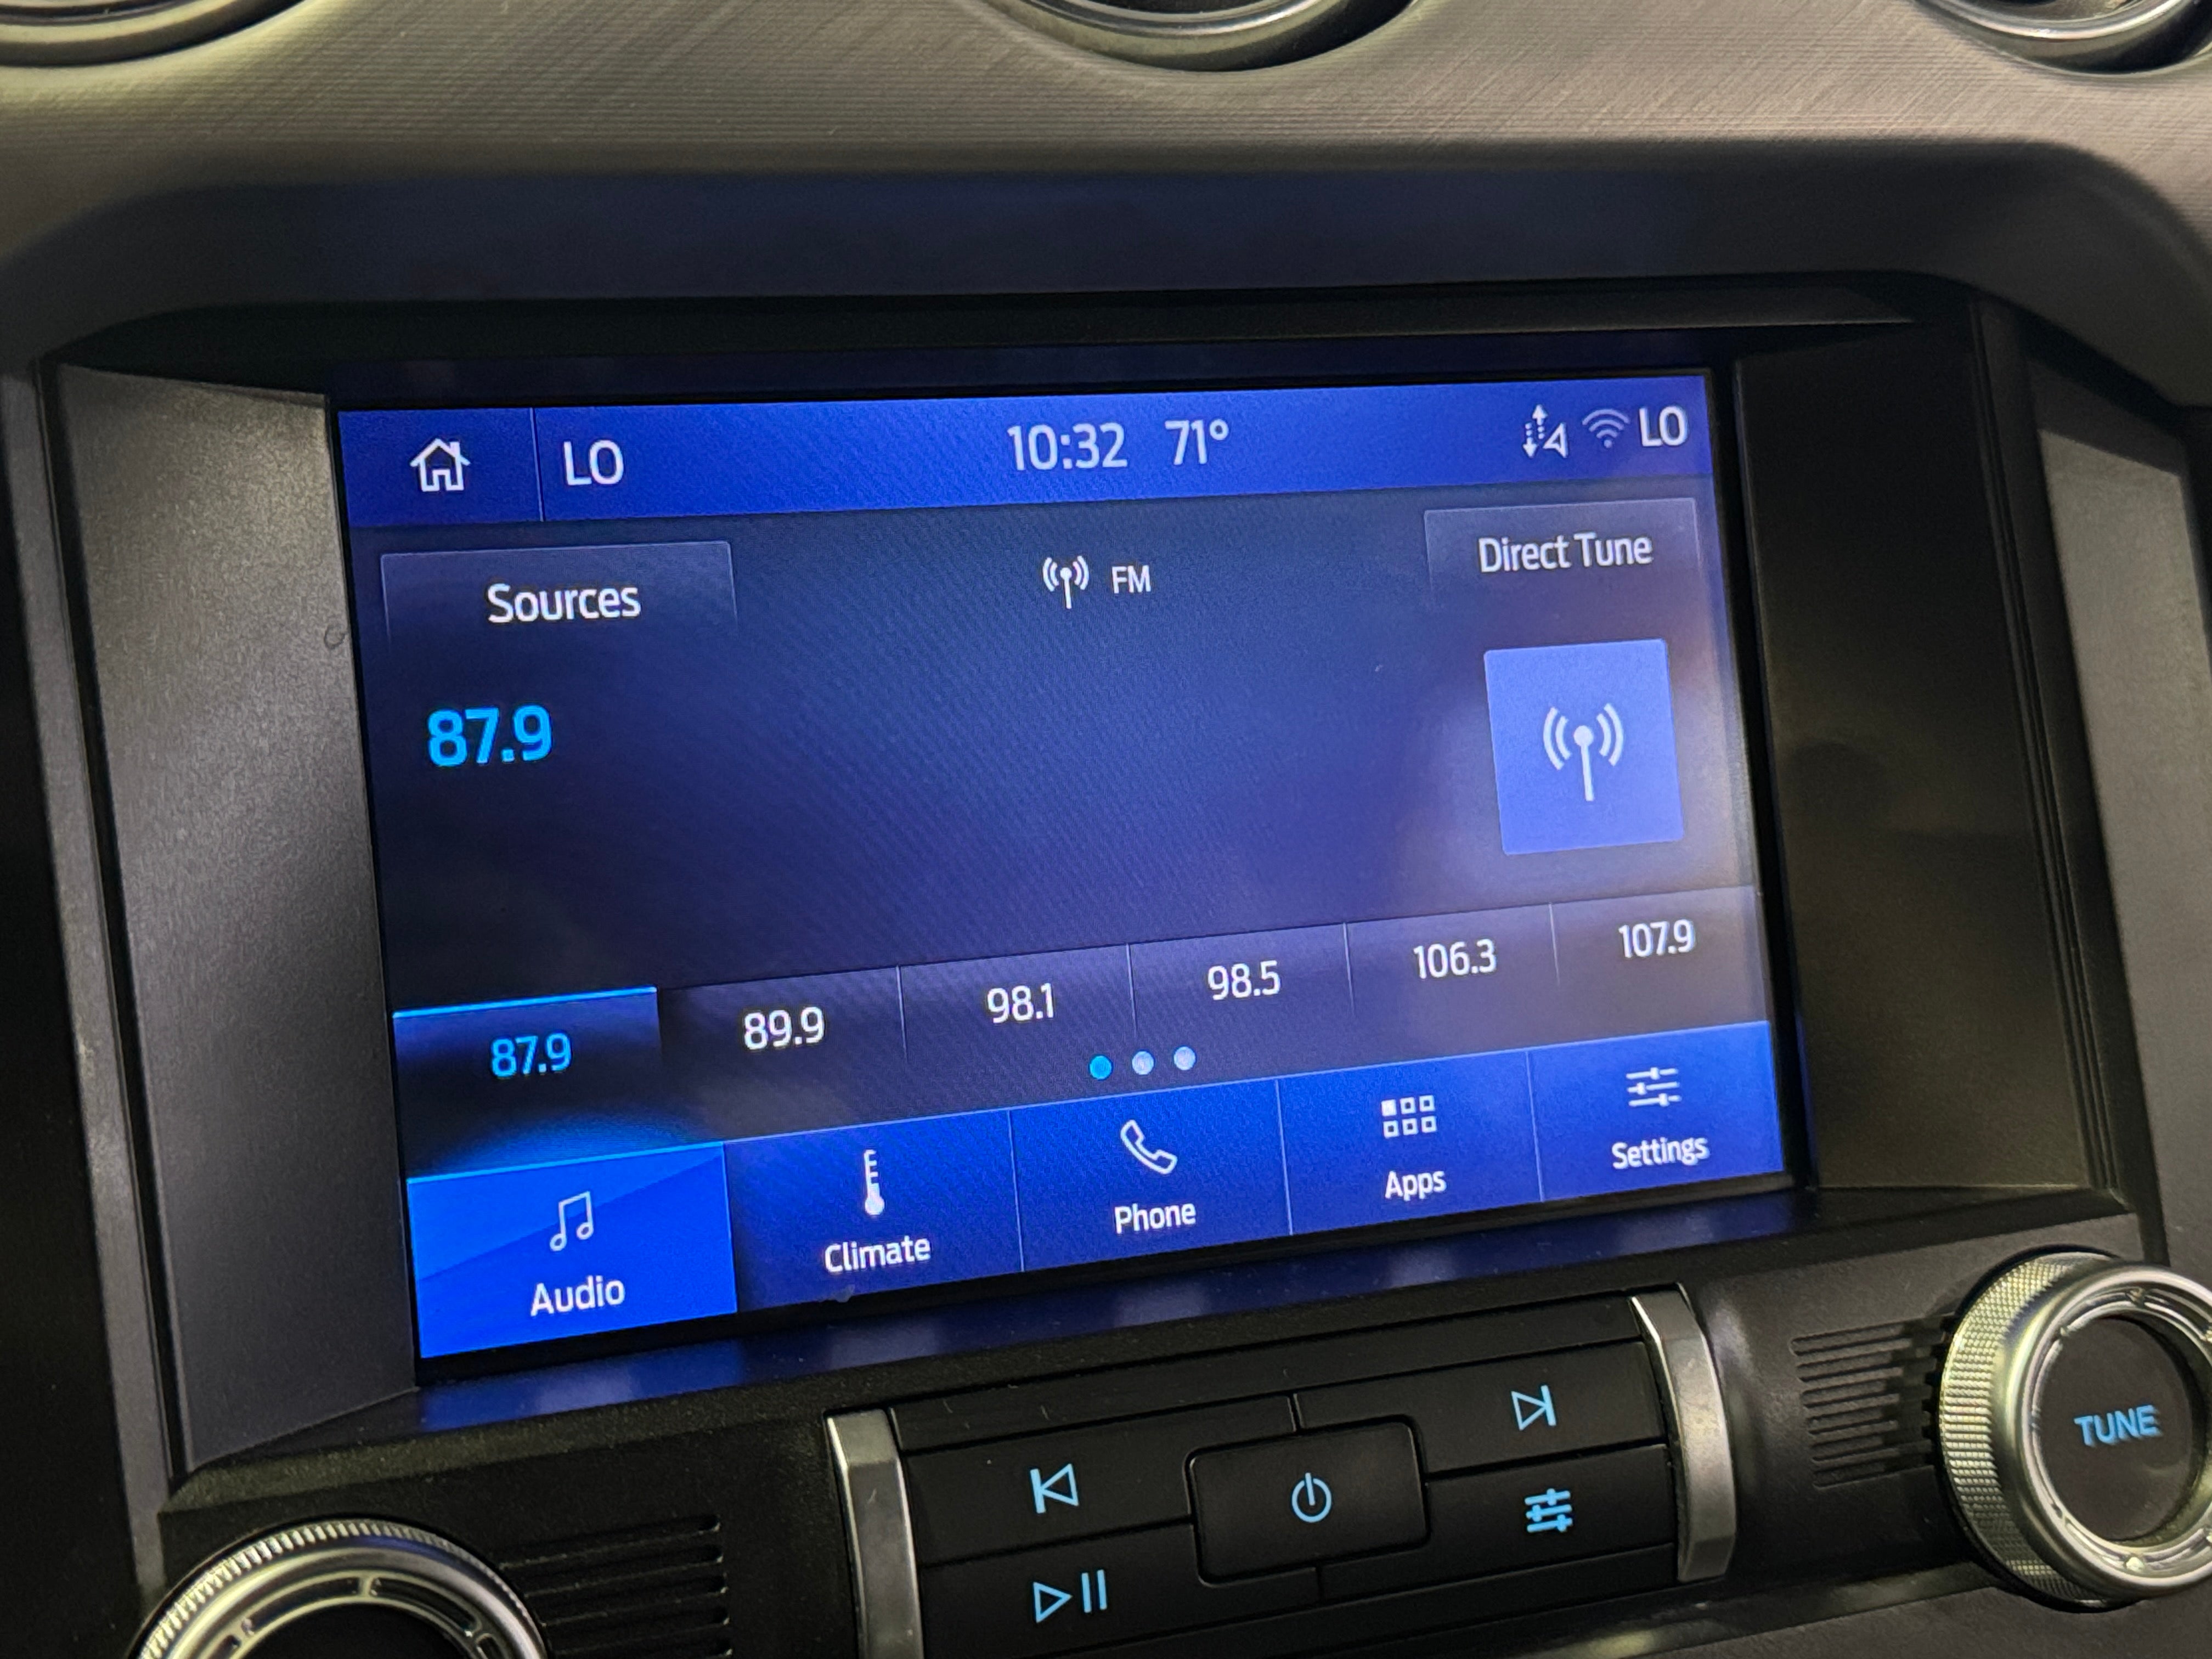 LO 10:32 71° LO
Sources FM Direct Tune
87.9
87.9 89.9 98.1 98.5 106.3 107.9
Audio Climate Phone Apps Settings
TUNE